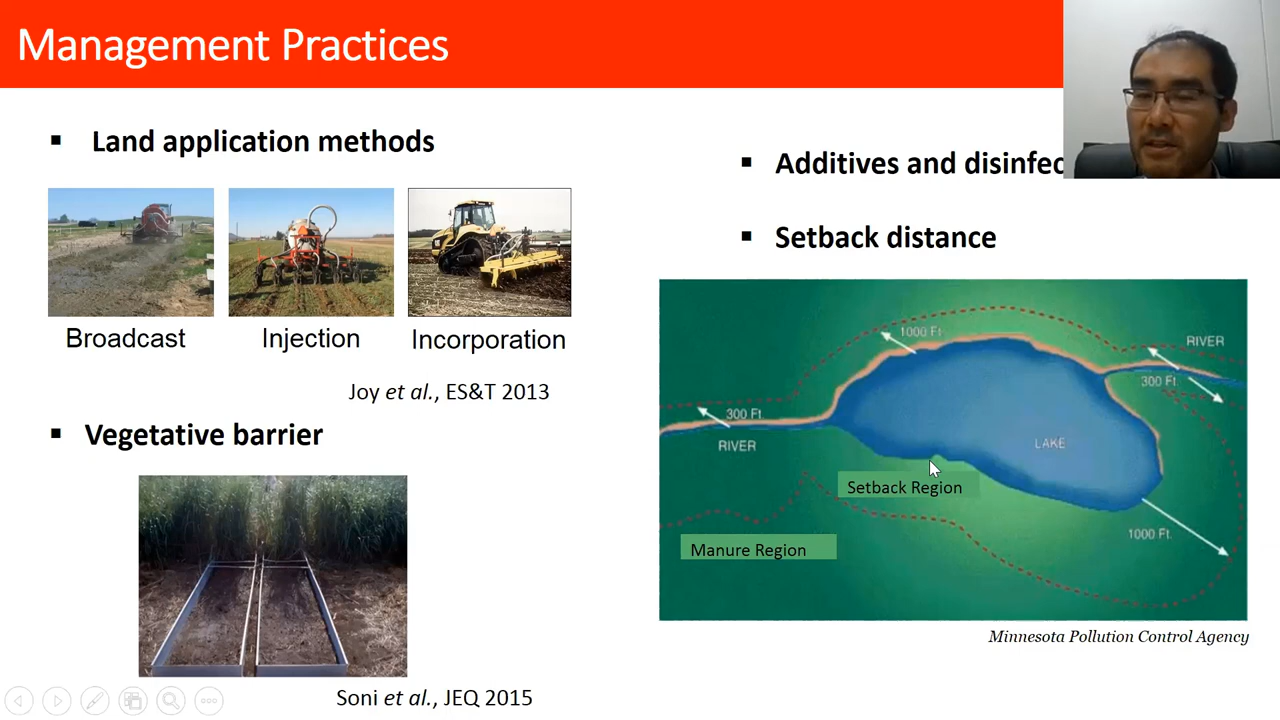 Management Practices
▪ Land application methods
Broadcast
Injection
Incorporation
Joy et al., ES&T 2013
▪ Vegetative barrier
Soni et al., JEQ 2015
▪ Additives and disinfec
▪ Setback distance
1000 Ft.
RIVER
300 Ft.
300 Ft.
RIVER
LAKE
Setback Region
1000 Ft.
Manure Region
Minnesota Pollution Control Agency